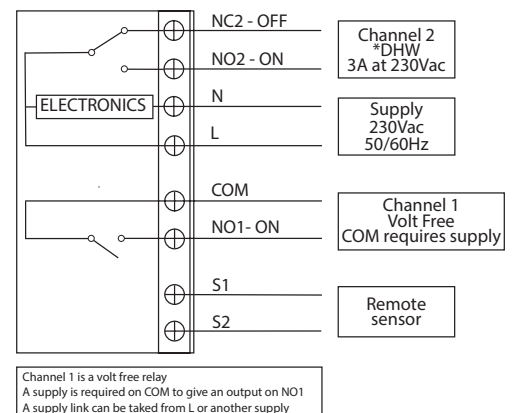 NC2 - OFF
NO2 - ON
N
L
COM
NO1- ON
S1
S2
ELECTRONICS
Channel 2
*DHW
3A at 230Vac
Supply
230Vac
50/60Hz
Channel 1
Volt Free
COM requires supply
Remote
sensor
Channel 1 is a volt free relay
A supply is required on COM to give an output on NO1
A supply link can be taked from L or another supply